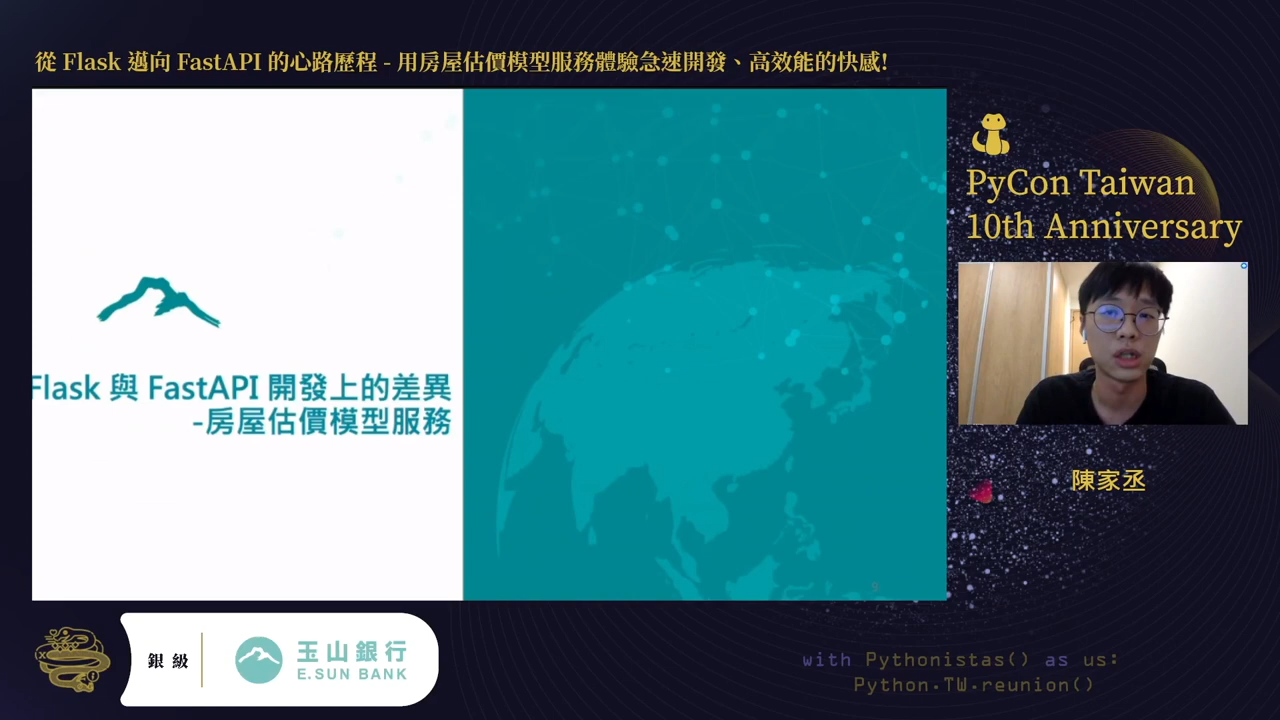 從 Flask 邁向 FastAPI 的心路歷程 - 用房屋估價模型服務體驗急速開發、高效能的快感!
PyCon Taiwan
10th Anniversary
Flask 與 FastAPI 開發上的差異
-房屋估價模型服務
5
陳家丞
銀級
玉山銀行
E.SUN BANK
with Pythonistas() as us:
Python.TW.reunion()